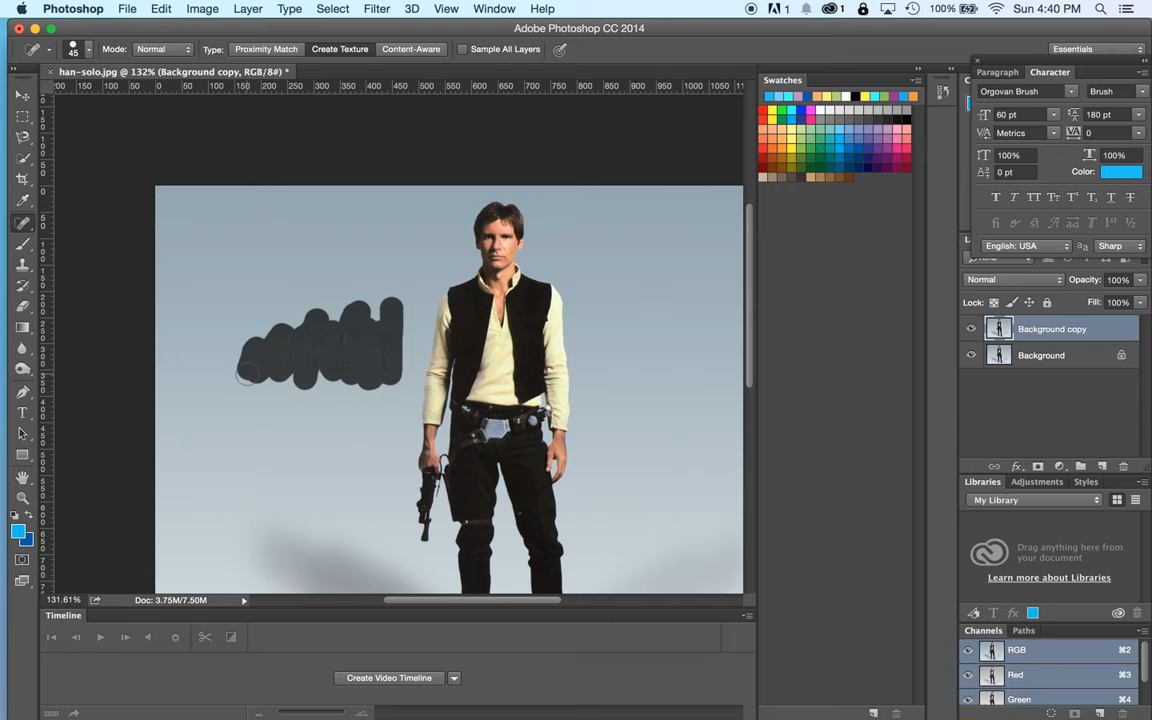 Photoshop File Edit Image Layer Type Select Filter 3D View Window Help 1 1 100% Sun 4:40 PM
Adobe Photoshop CC 2014
45 Mode: Normal Type: Proximity Match Create Texture Content-Aware Sample All Layers Essentials
han-solo.jpg @ 132% (Background copy, RGB/8#) *
Swatches
Paragraph Character
Orgovan Brush Brush
60 pt 180 pt
Metrics 0
100% 100%
0 pt Color:
English: USA Sharp
Normal Opacity: 100%
Lock: Fill: 100%
Background copy
Background
Libraries Adjustments Styles
My Library
Drag anything here from
your document
Learn more about Libraries
131.61% Doc: 3.75M/7.50M
Timeline
Channels Paths
RGB ⌘2
Red ⌘3
Green ⌘4
Create Video Timeline